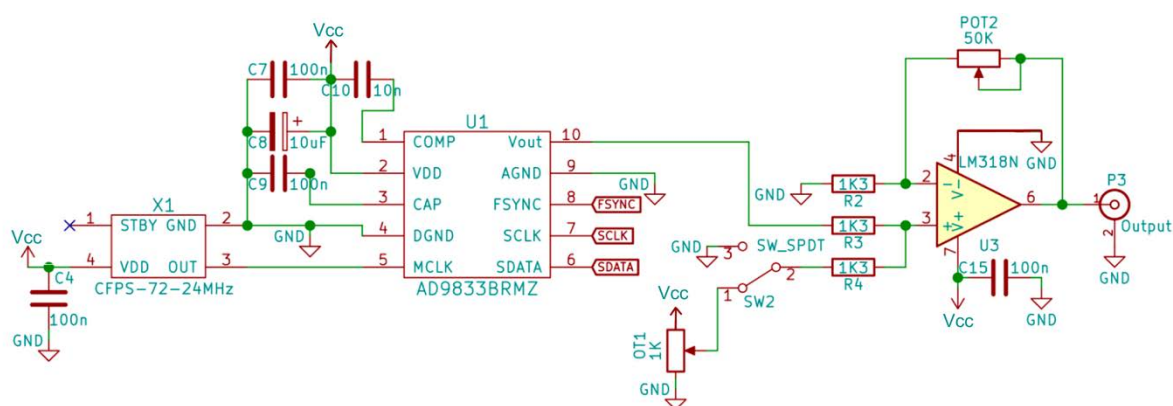 Vcc
C7
100n
C10
10n
C8
+
10uF
C9
100n
GND
X1
1
STBY
GND
2
4
VDD
OUT
3
CFPS-72-24MHz
Vcc
C4
100n
GND
U1
1
COMP
2
VDD
3
CAP
4
DGND
5
MCLK
Vout
10
AGND
9
FSYNC
8
SCLK
7
SDATA
6
AD9833BRMZ
GND
FSYNC
SCLK
SDATA
GND
1K3
R2
1K3
R3
1K3
R4
GND
3
SW_SPDT
2
1
SW2
Vcc
OT1
1K
GND
POT2
50K
4
GND
LM318N
2
-
V-
3
+
V+
6
7
U3
C15
100n
Vcc
GND
P3
1
2
Output
GND